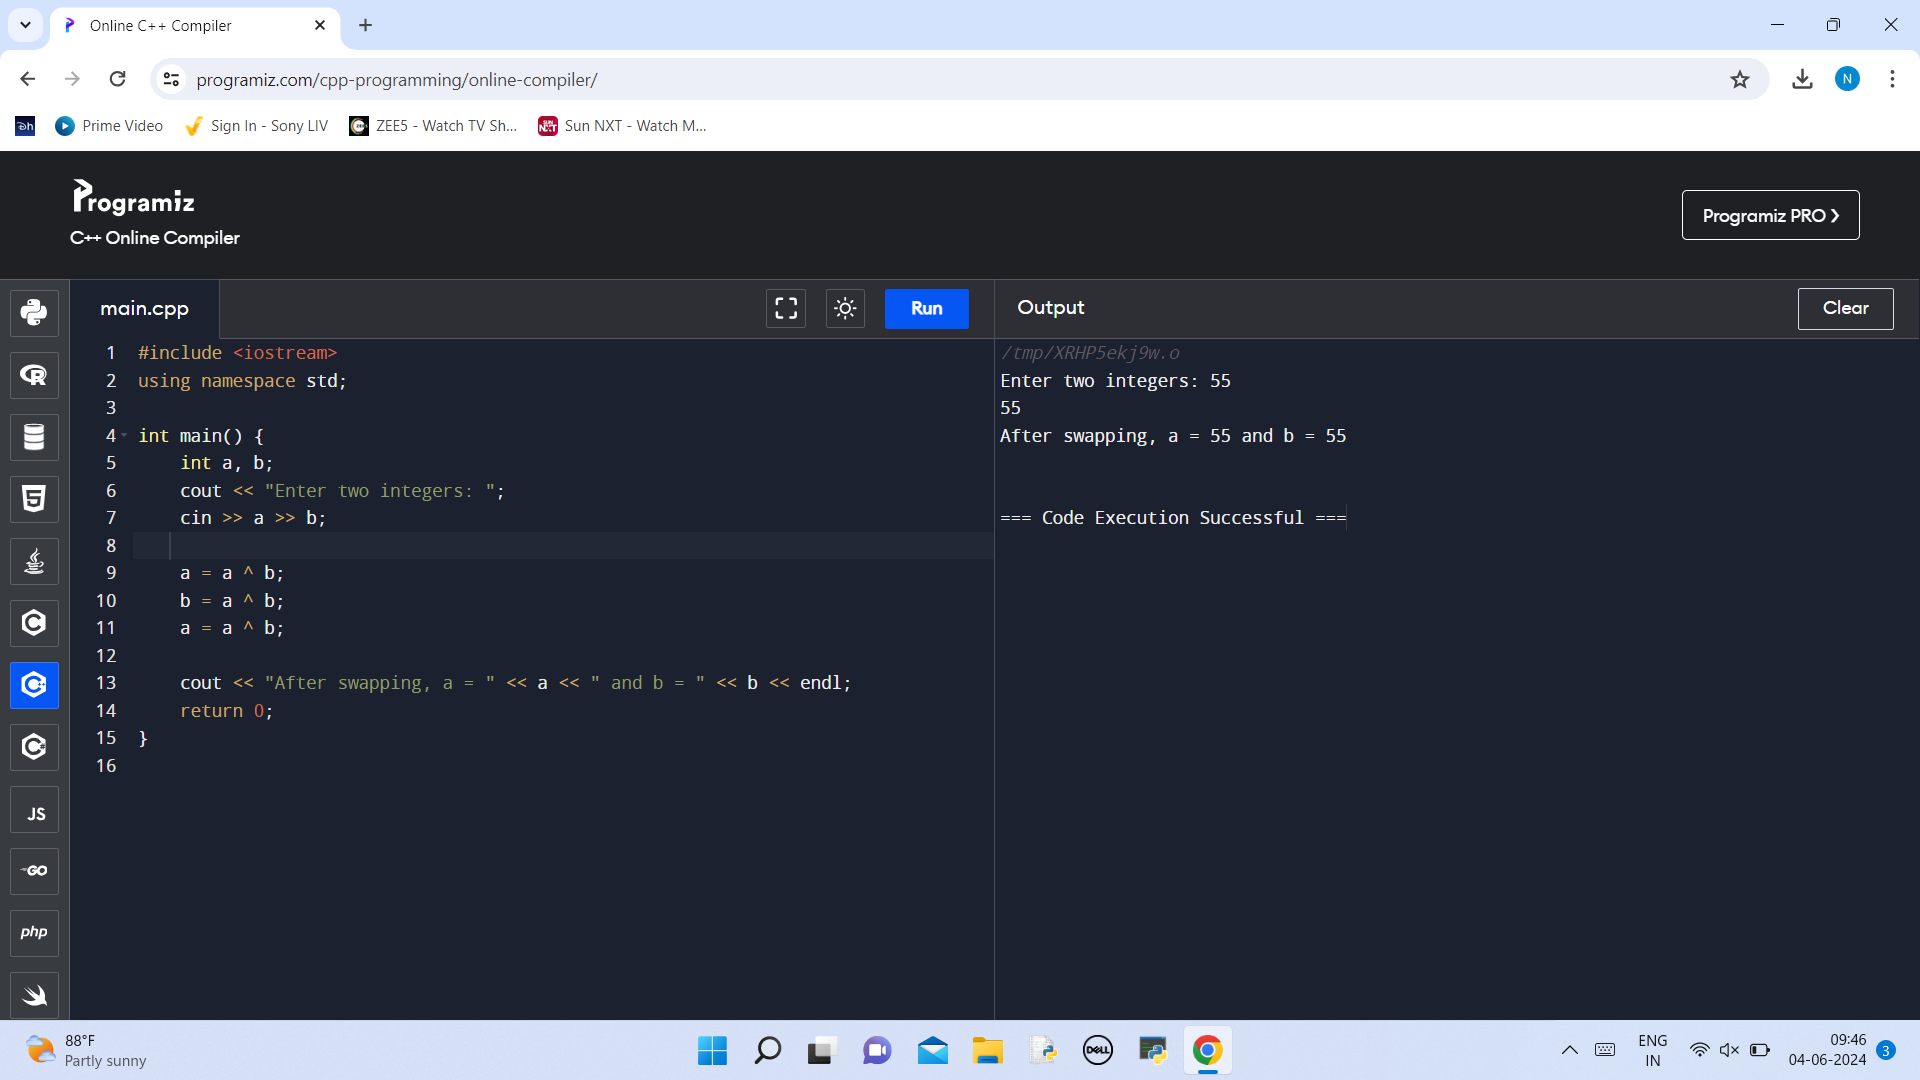 Online C++ Compiler
programiz.com/cpp-programming/online-compiler/
N
Dh
Prime Video
Sign In - Sony LIV
ZEE5 - Watch TV Sh...
SUN NXT
Sun NXT - Watch M...
Programiz
C++ Online Compiler
Programiz PRO ❯
main.cpp
Run
Output
Clear
1 #include <iostream>
2 using namespace std;
3
4 int main() {
5 int a, b;
6 cout << "Enter two integers: ";
7 cin >> a >> b;
8
9 a = a ^ b;
10 b = a ^ b;
11 a = a ^ b;
12
13 cout << "After swapping, a = " << a << " and b = " << b << endl;
14 return 0;
15 }
16
/tmp/XRHP5ekj9w.o
Enter two integers: 55
55
After swapping, a = 55 and b = 55
=== Code Execution Successful ===
R
5
C
C+
C
JS
GO
php
88°F
Partly sunny
DELL
ENG
IN
09:46
04-06-2024
3